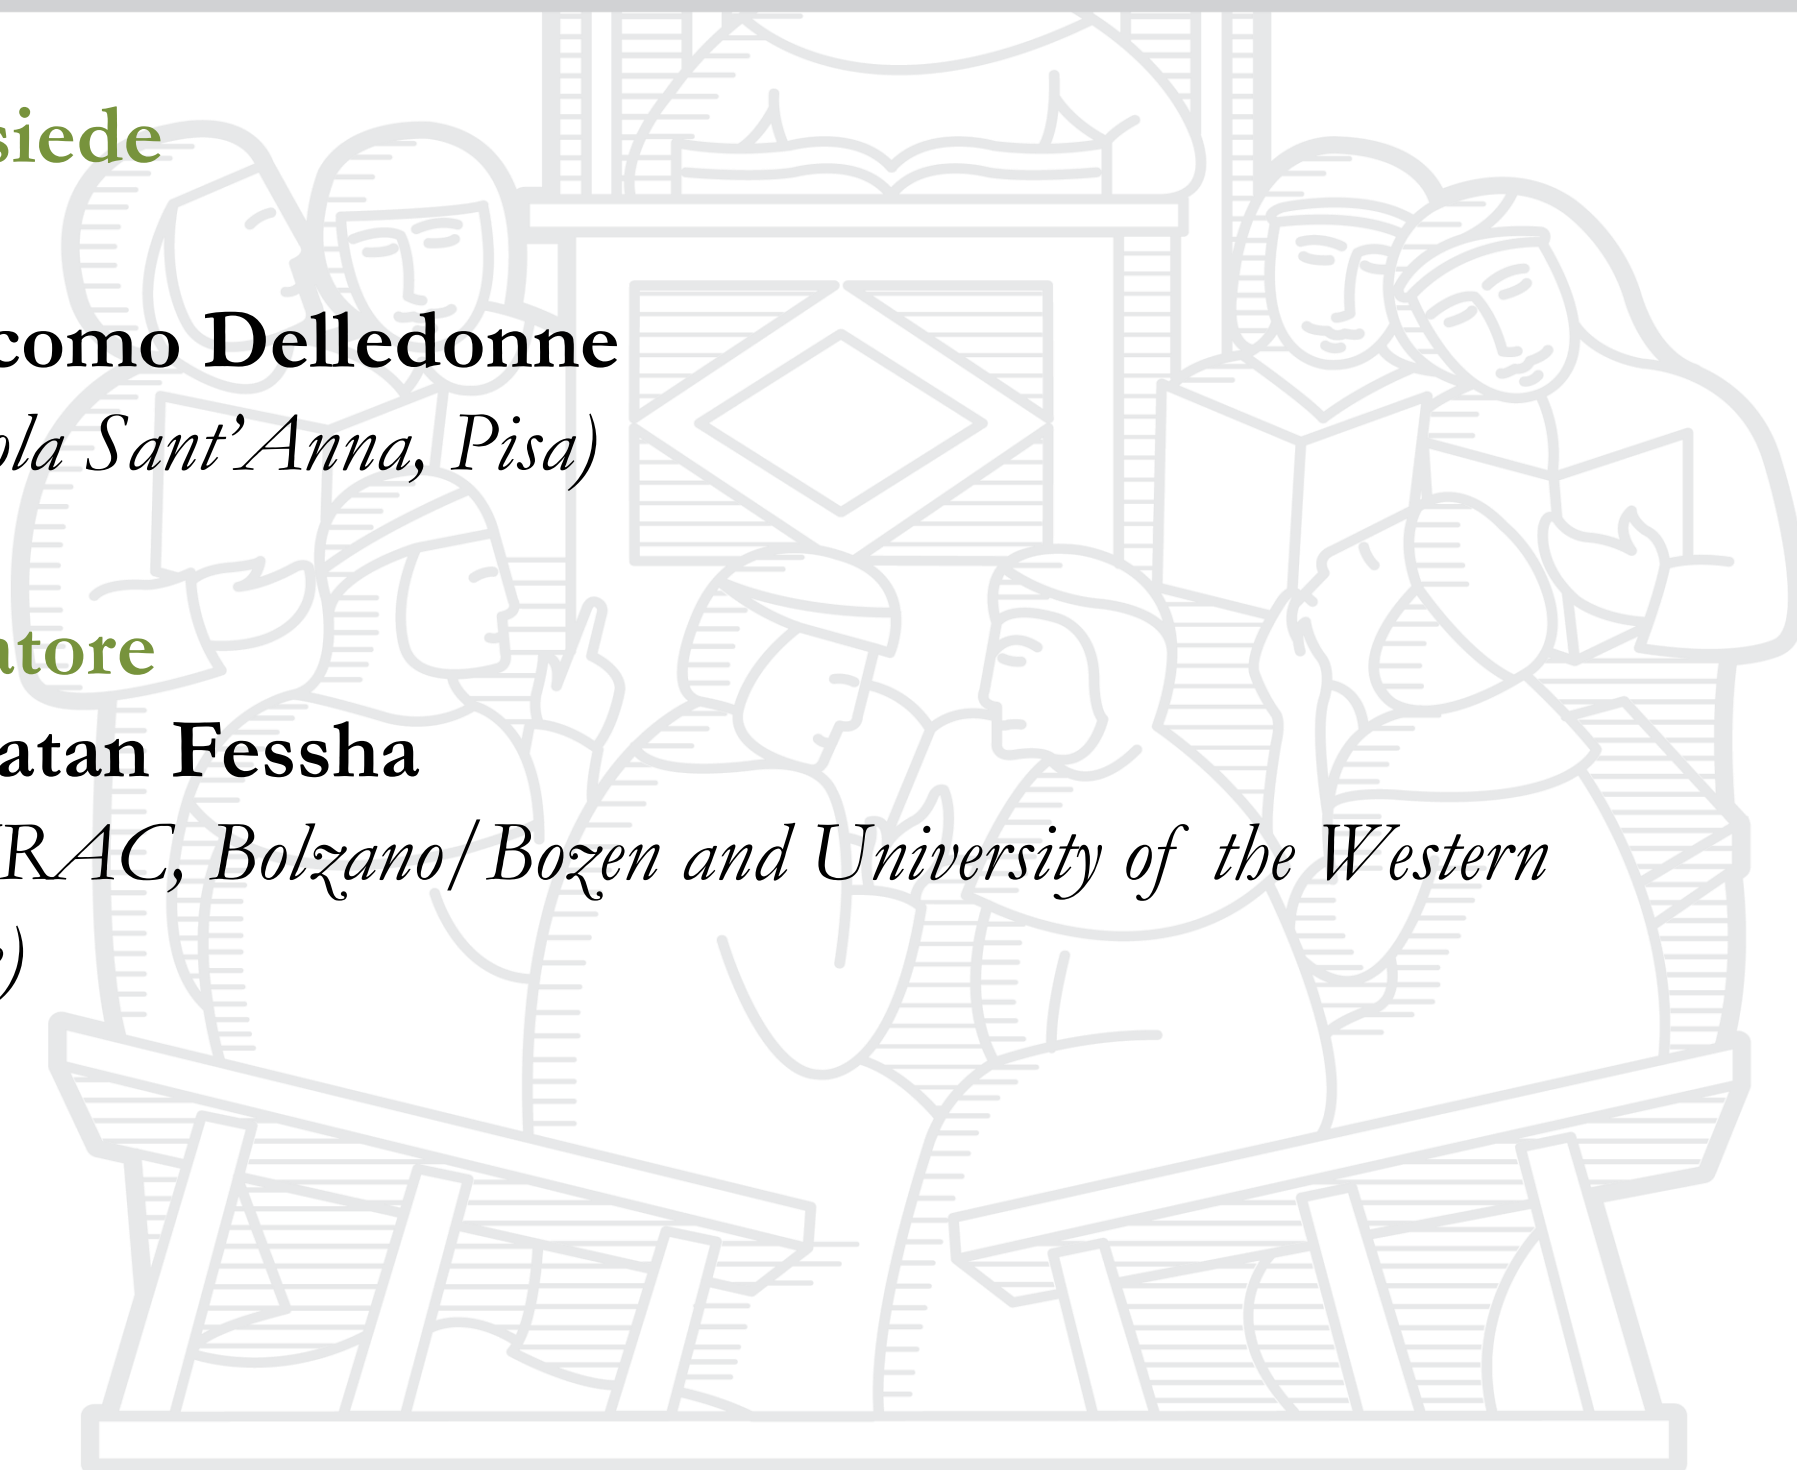 siede
como Delledonne
ola Sant’Anna, Pisa)
atore
atan Fessha
RAC, Bolzano/Bozen and University of the Western
)